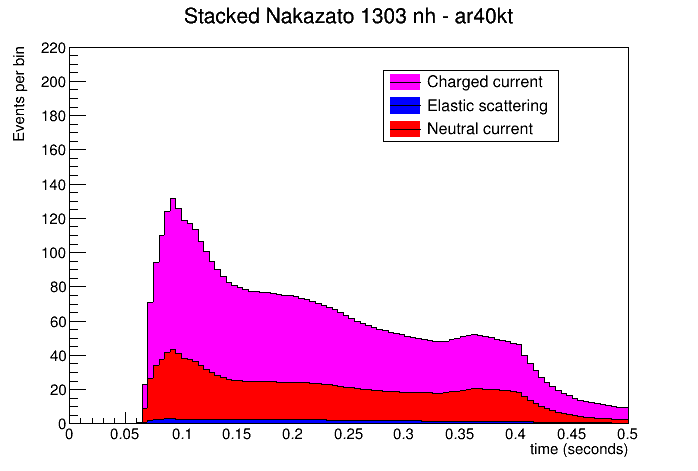 Stacked Nakazato 1303 nh - ar40kt
Events per bin
220
200
180
160
140
120
100
80
60
40
20
0
Charged current
Elastic scattering
Neutral current
0 0.05 0.1 0.15 0.2 0.25 0.3 0.35 0.4 0.45 0.5
time (seconds)